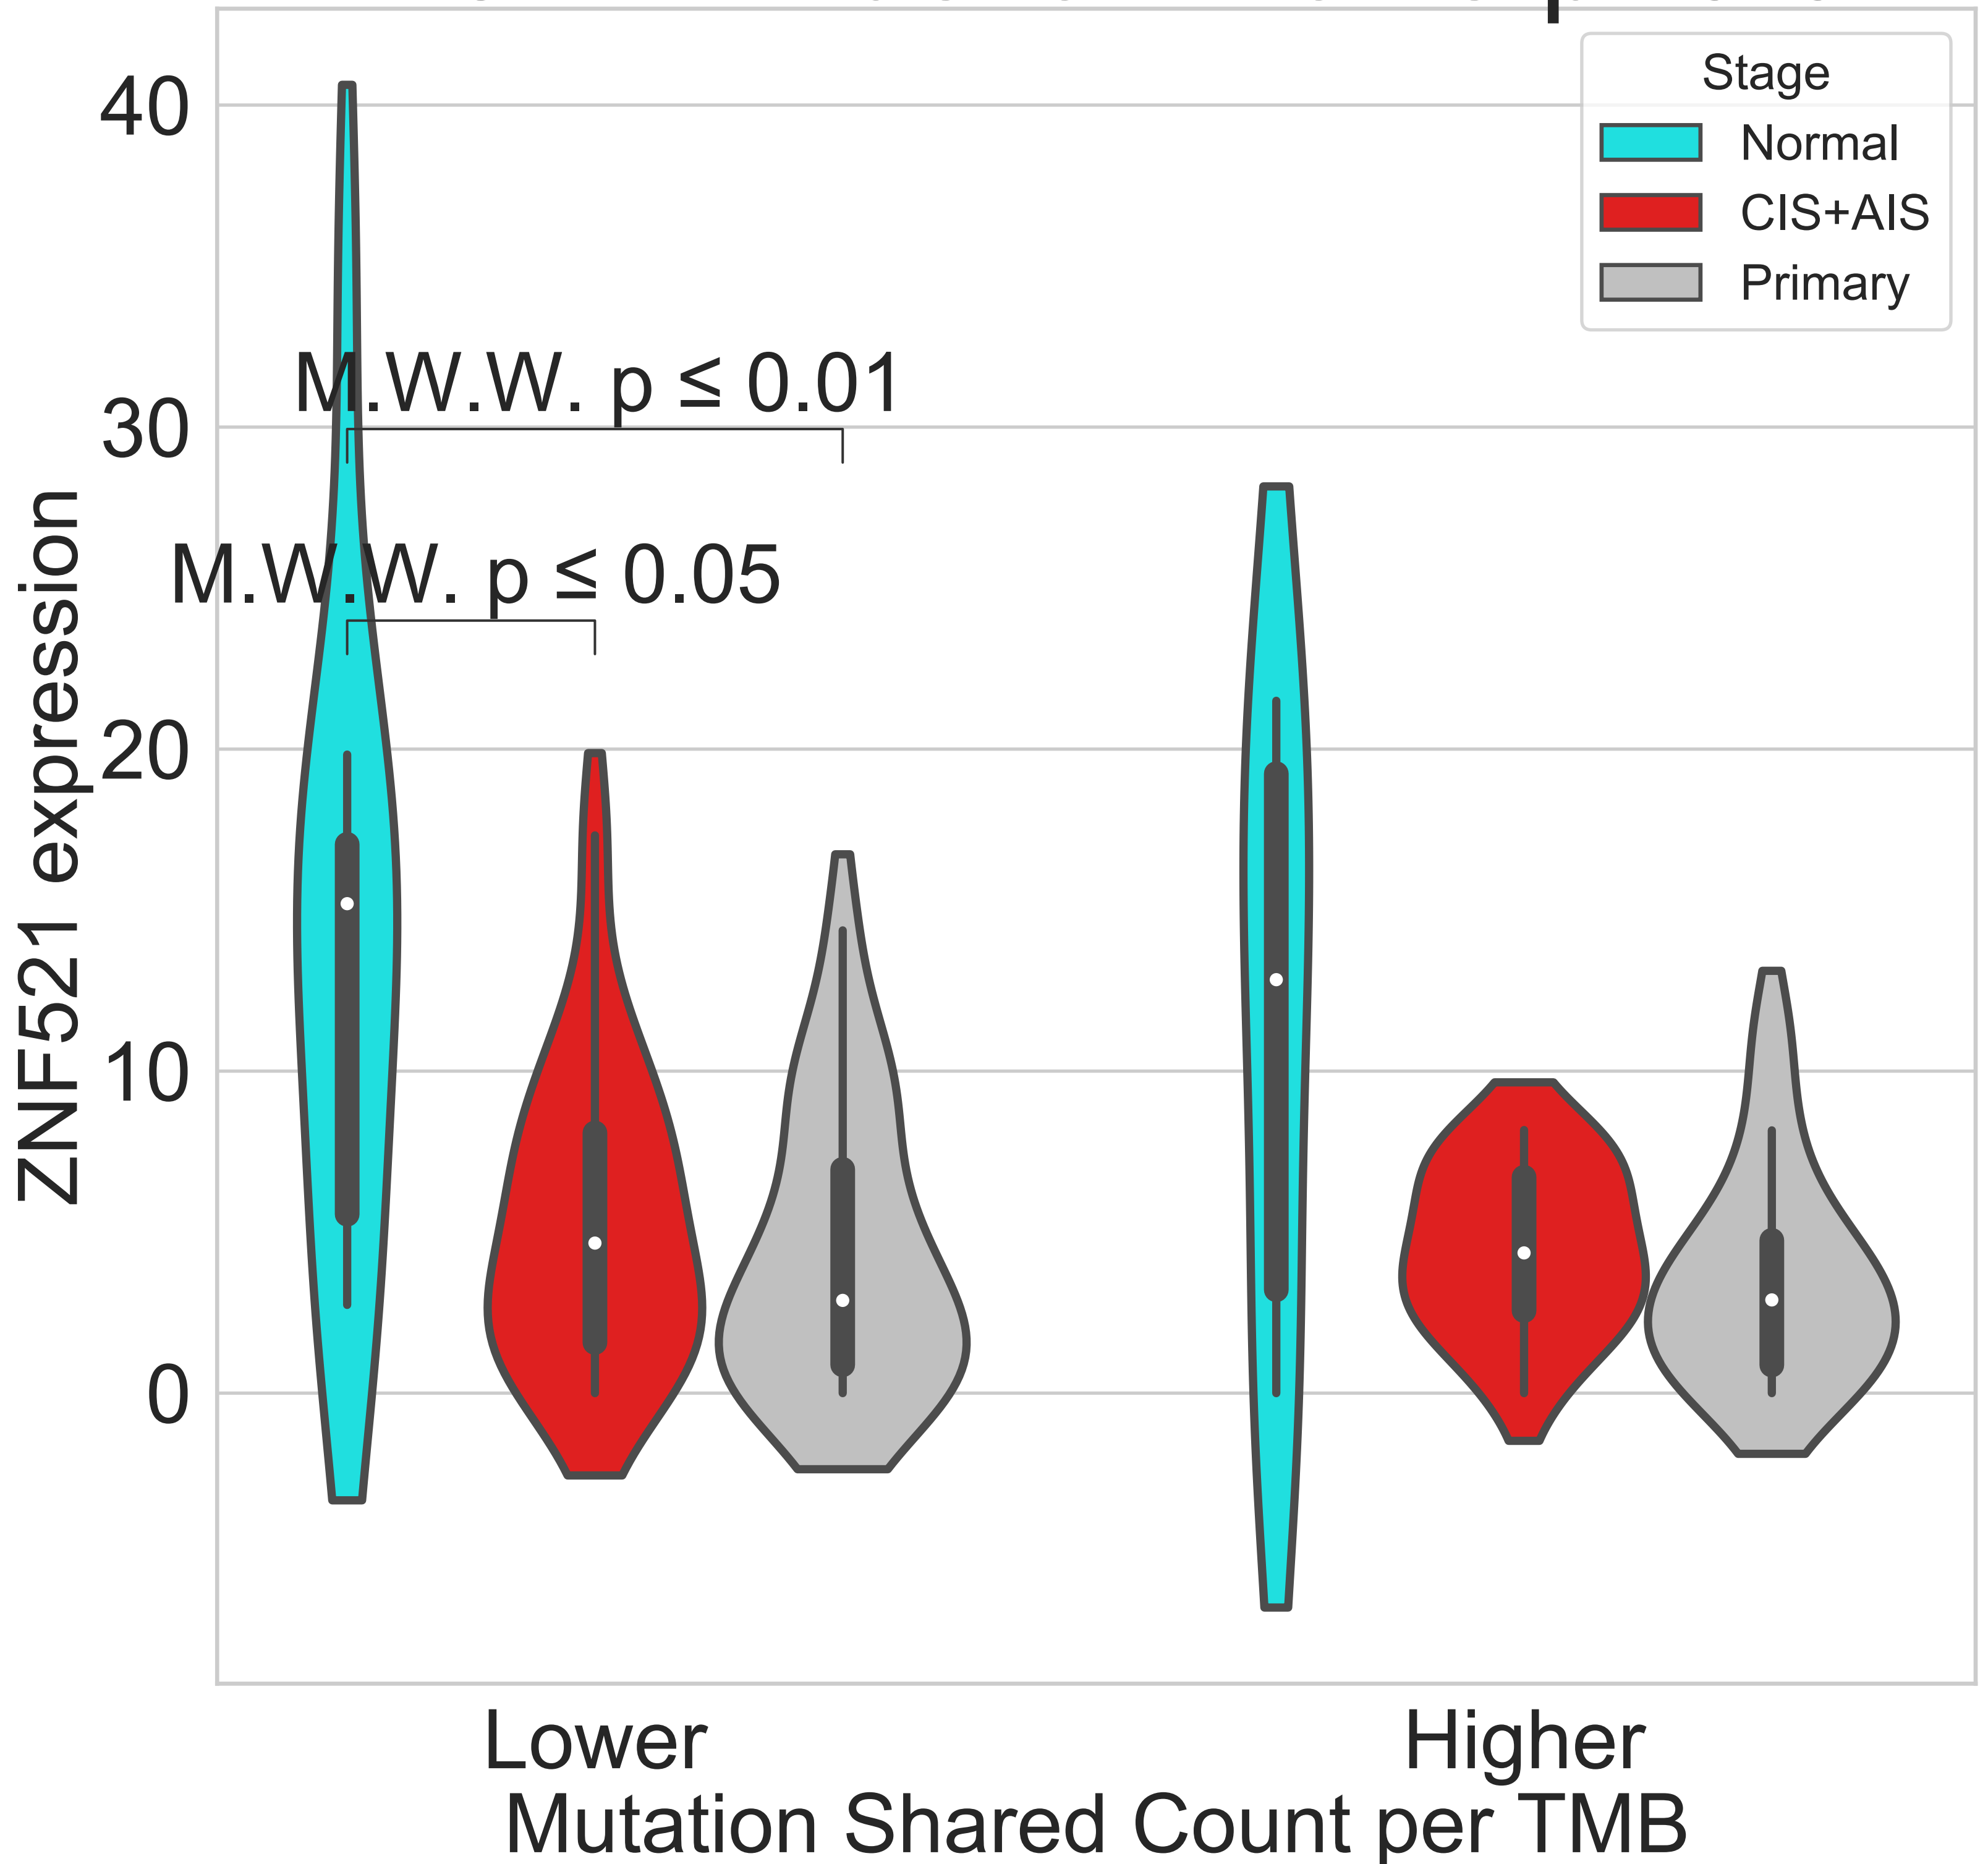 Stage
Normal
CIS+AIS
Primary
40
30
20
10
0
ZNF521 expression
M.W.W. p ≤ 0.01
M.W.W. p ≤ 0.05
Lower
Higher
Mutation Shared Count per TMB